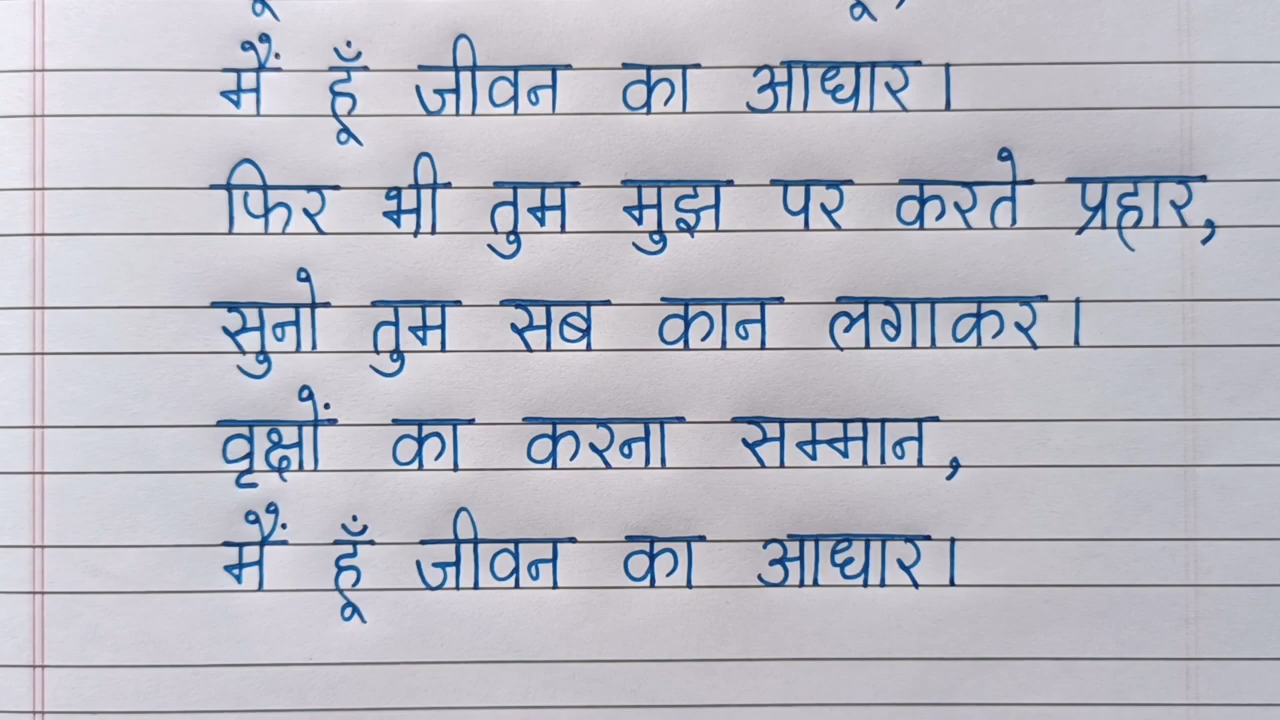 मैं हूँ जीवन का आधार।
फिर भी तुम मुझ पर करते प्रहार,
सुनो तुम सब कान लगाकर।
वृक्षों का करना सम्मान,
मैं हूँ जीवन का आधार।